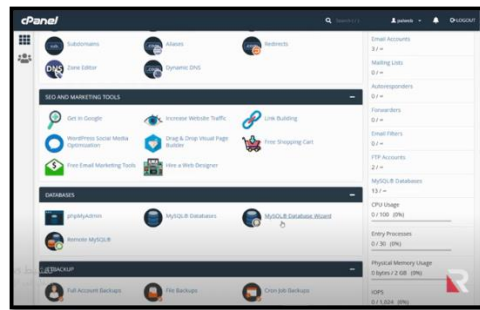 cPanel
LOGOUT
Subdomains
Aliases
Redirects
Zone Editor
Dynamic DNS
SEO AND MARKETING TOOLS
Get in Google
Increase Website Traffic
Link Building
WordPress Social Media
Optimization
Drag & Drop Visual Page
Builder
Free Shopping Cart
Free Email Marketing Tools
Hire a Web Designer
DATABASES
phpMyAdmin
MySQL® Databases
MySQL® Database Wizard
Remote MySQL®
Full Account Backups
File Backups
Cron Job Backups
Email Accounts
3 / ∞
Mailing Lists
0 / ∞
Autoresponders
0 / ∞
Forwarders
0 / ∞
Email Filters
0 / ∞
FTP Accounts
2 / ∞
MySQL® Databases
13 / ∞
CPU Usage
0 / 100 (0%)
Entry Processes
0 / 30 (0%)
Physical Memory Usage
0 bytes / 2 GB (0%)
IOPS
0 / 1,024 (0%)